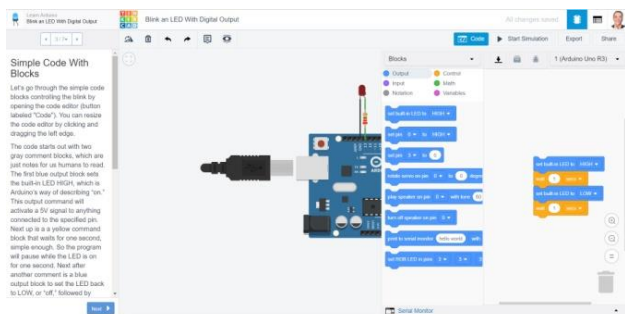 Learn Arduino
Blink an LED With Digital Output
Blink an LED With Digital Output
All changes saved
Code
Start Simulation
Export
Share
Simple Code With
Blocks
Let's go through the simple code
blocks controlling the blink by
opening the code editor (button
labeled "Code"). You can resize
the code editor by clicking and
dragging the left edge.
The code starts out with two
gray comment blocks, which are
just notes for us humans to read.
The first blue output block sets
the built-in LED HIGH, which is
Arduino's way of describing "on."
This output command will
activate a 5V signal to anything
connected to the specified pin.
Next up is a a yellow command
block that waits for one second,
simple enough. So the program
will pause while the LED is on
for one second. Next after
another comment is a blue
output block to set the LED back
to LOW, or "off," followed by
Next
Blocks
1 (Arduino Uno R3)
Output
Control
Input
Math
Notation
Variables
set built-in LED to HIGH
set pin 0 to HIGH
set pin 3 to 0
rotate servo on pin 0 to 0 degre
play speaker on pin 0 with tone 60
turn off speaker on pin 0
print to serial monitor hello world with
set RGB LED in pins 3 3 3
set built-in LED to HIGH
wait 1 secs
set built-in LED to LOW
wait 1 secs
Serial Monitor